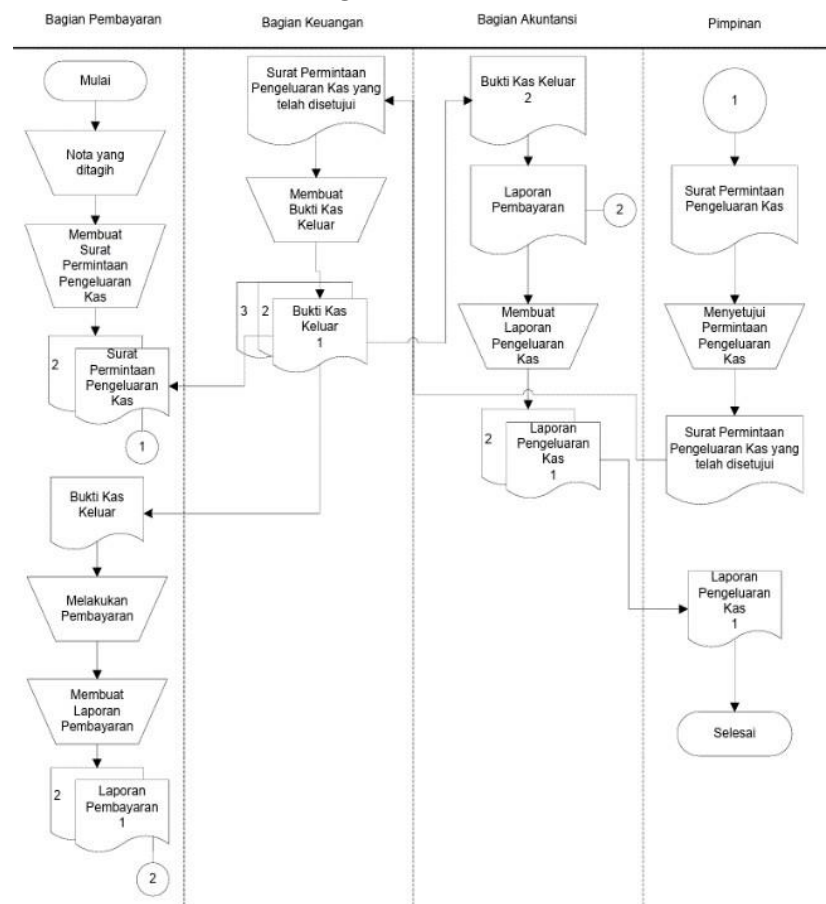 Bagian Pembayaran
Bagian Keuangan
Bagian Akuntansi
Pimpinan
Mulai
Nota yang
ditagih
Membuat
Surat
Permintaan
Pengeluaran
Kas
2
Surat
Permintaan
Pengeluaran
Kas
1
Bukti Kas
Keluar
Melakukan
Pembayaran
Membuat
Laporan
Pembayaran
2
Laporan
Pembayaran
1
2
Surat Permintaan
Pengeluaran Kas yang
telah disetujui
Membuat
Bukti Kas
Keluar
3
2
Bukti Kas
Keluar
1
Bukti Kas Keluar
2
Laporan
Pembayaran
2
Membuat
Laporan
Pengeluaran
Kas
2
Laporan
Pengeluaran
Kas
1
1
Surat Permintaan
Pengeluaran Kas
Menyetujui
Permintaan
Pengeluaran
Kas
Surat Permintaan
Pengeluaran Kas yang
telah disetujui
Laporan
Pengeluaran
Kas
1
Selesai